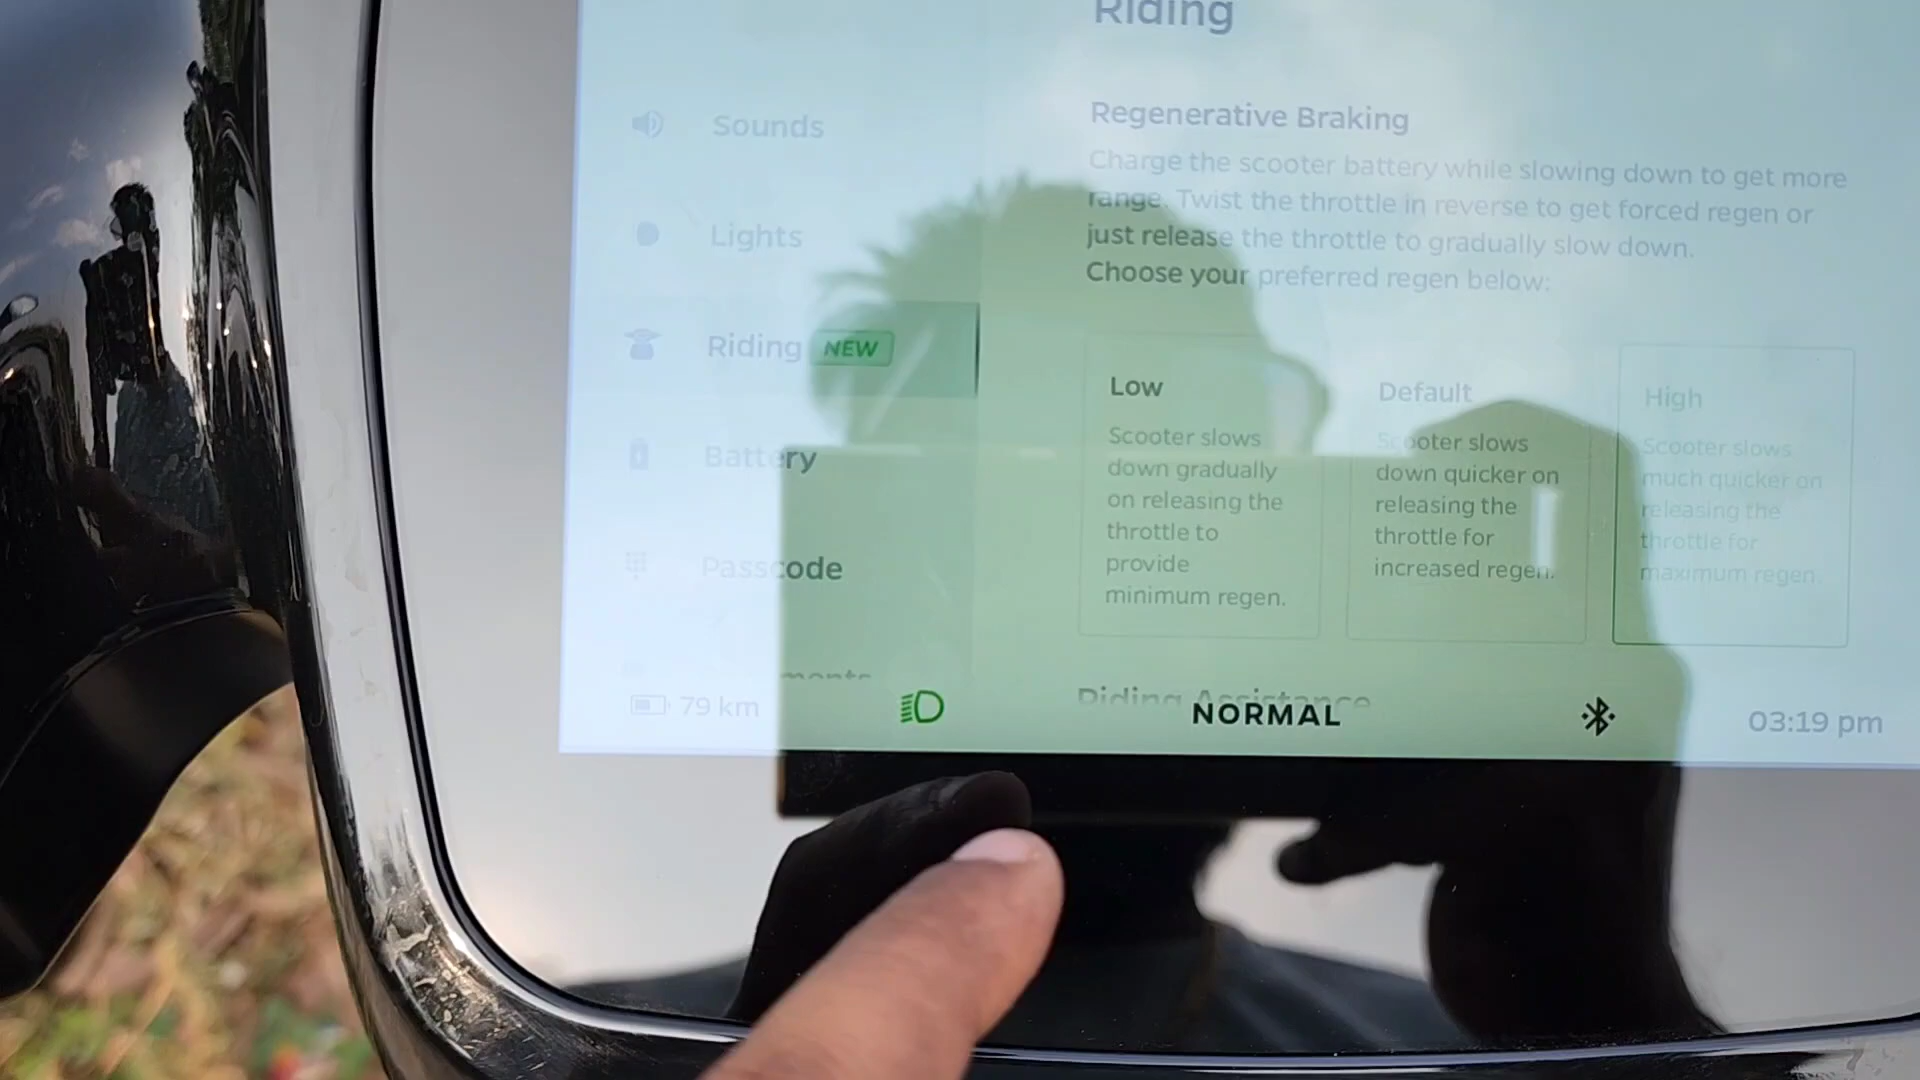 Riding
Sounds
Lights
Riding NEW
Battery
Passcode
Regenerative Braking
Charge the scooter battery while slowing down to get more
range. Twist the throttle in reverse to get forced regen or
just release the throttle to gradually slow down.
Choose your preferred regen below:
Low
Scooter slows
down gradually
on releasing the
throttle to
provide
minimum regen.
Default
Scooter slows
down quicker on
releasing the
throttle for
increased regen.
High
Scooter slows
much quicker on
releasing the
throttle for
maximum regen.
Riding Assistance
79 km
NORMAL
03:19 pm